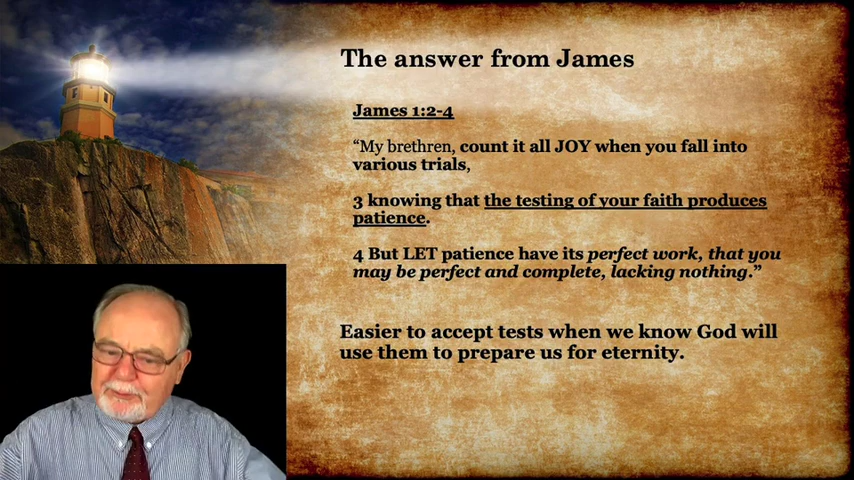 The answer from James
James 1:2-4
“My brethren, count it all JOY when you fall into
various trials,
3 knowing that the testing of your faith produces
patience.
4 But LET patience have its perfect work, that you
may be perfect and complete, lacking nothing.”
Easier to accept tests when we know God will
use them to prepare us for eternity.